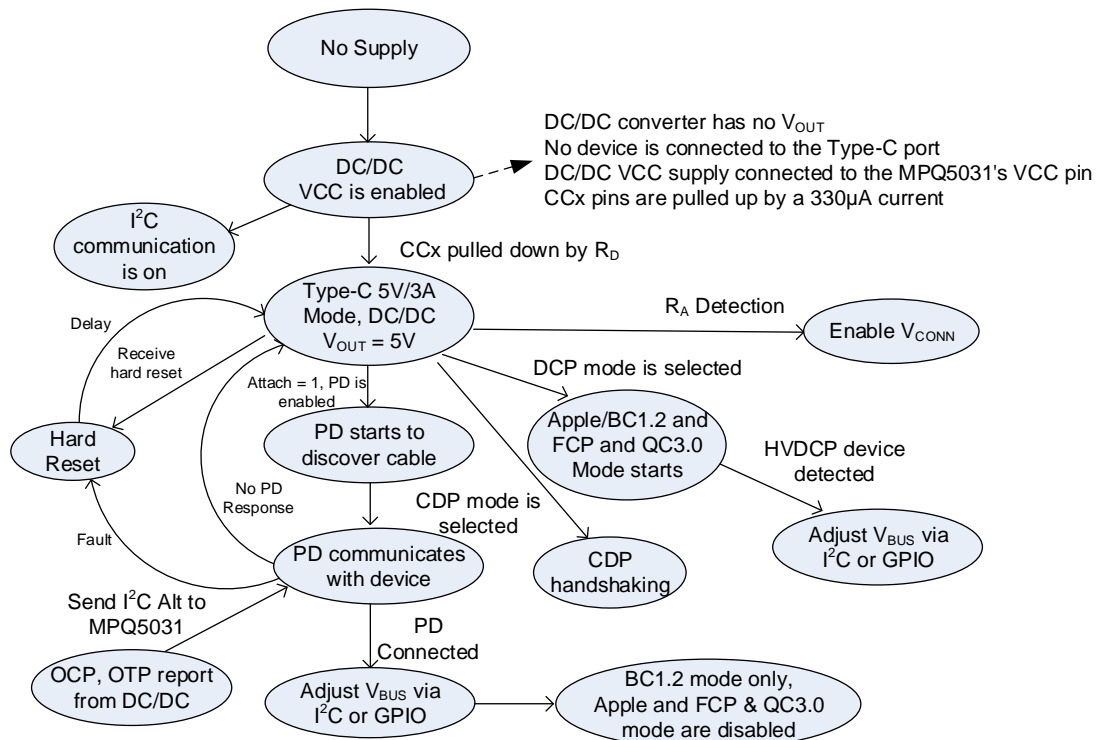 No Supply
DC/DC
VCC is enabled
DC/DC converter has no VOUT
No device is connected to the Type-C port
DC/DC VCC supply connected to the MPQ5031's VCC pin
CCx pins are pulled up by a 330µA current
I²C
communication
is on
CCx pulled down by RD
Type-C 5V/3A
Mode, DC/DC
VOUT = 5V
RA Detection
Enable VCONN
Delay
Receive
hard reset
Attach = 1, PD is
enabled
DCP mode is selected
Hard
Reset
PD starts to
discover cable
Apple/BC1.2 and
FCP and QC3.0
Mode starts
HVDCP device
detected
No PD
Response
CDP mode is
selected
Fault
PD communicates
with device
CDP
handshaking
Adjust VBUS via
I²C or GPIO
Send I²C Alt to
MPQ5031
PD
Connected
OCP, OTP report
from DC/DC
Adjust VBUS via
I²C or GPIO
BC1.2 mode only,
Apple and FCP & QC3.0
mode are disabled